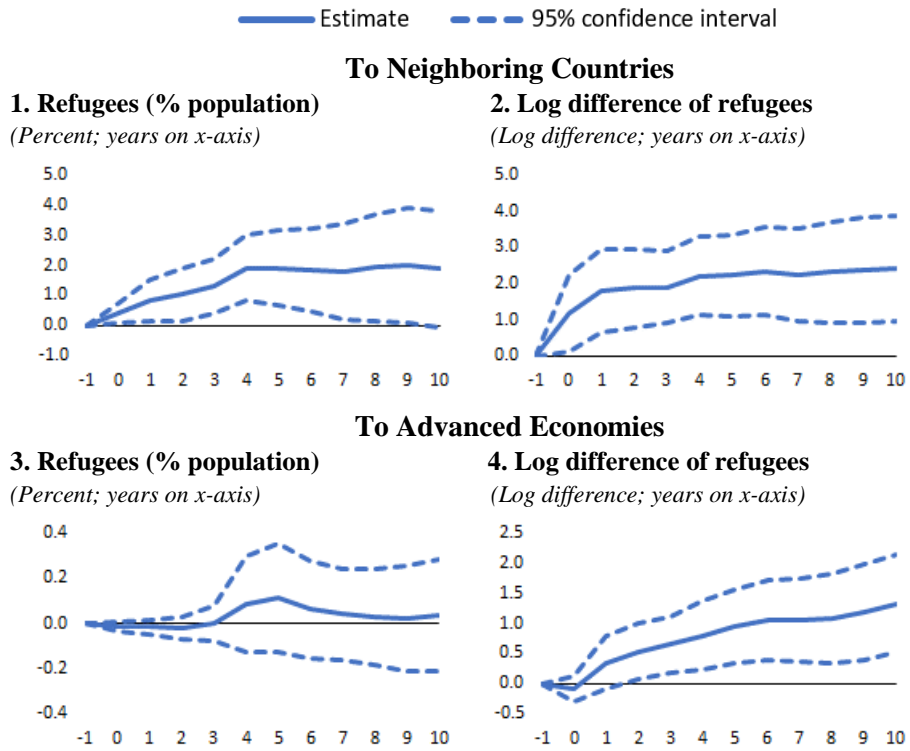 Estimate 95% confidence interval
To Neighboring Countries
1. Refugees (% population)
(Percent; years on x-axis)
5.0
4.0
3.0
2.0
1.0
0.0
-1.0
-1 0 1 2 3 4 5 6 7 8 9 10
2. Log difference of refugees
(Log difference; years on x-axis)
5.0
4.0
3.0
2.0
1.0
0.0
-1 0 1 2 3 4 5 6 7 8 9 10
To Advanced Economies
3. Refugees (% population)
(Percent; years on x-axis)
0.4
0.2
0.0
-0.2
-0.4
-1 0 1 2 3 4 5 6 7 8 9 10
4. Log difference of refugees
(Log difference; years on x-axis)
2.5
2.0
1.5
1.0
0.5
0.0
-0.5
-1 0 1 2 3 4 5 6 7 8 9 10